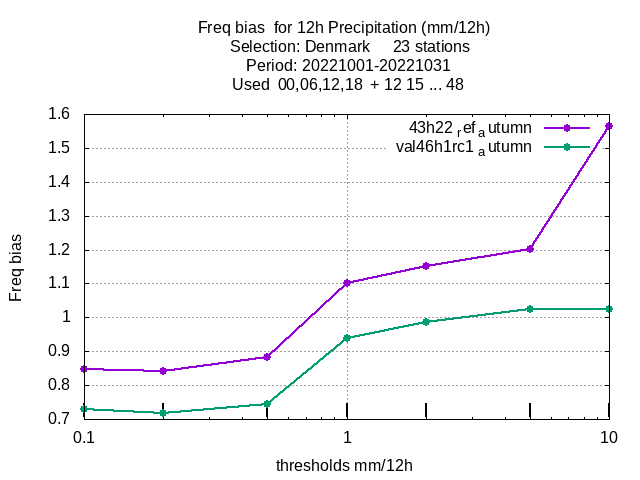 Freq bias  for 12h Precipitation (mm/12h)
Selection: Denmark     23 stations
Period: 20221001-20221031
Used  00,06,12,18  + 12 15 ... 48
43h22 ref autumn
val46h1rc1 autumn
1.6
1.5
1.4
1.3
1.2
1.1
1
0.9
0.8
0.7
Freq bias
0.1 1 10
thresholds mm/12h